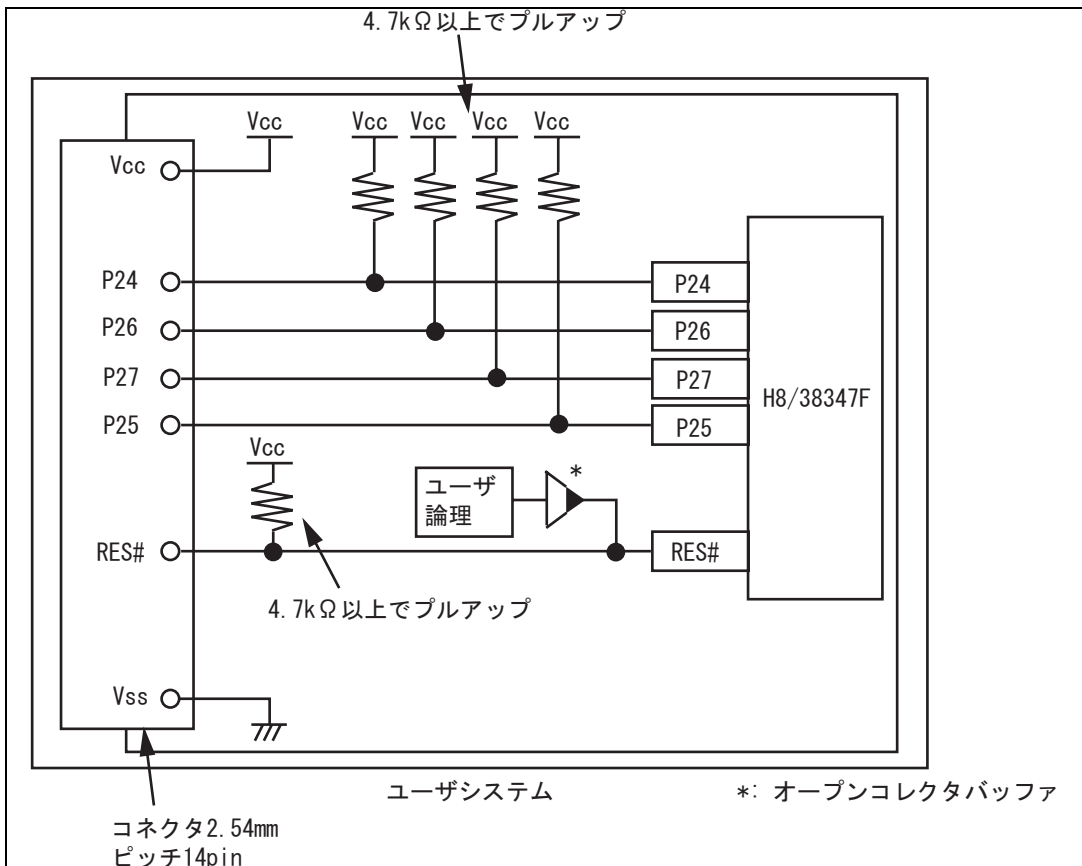 4.7kΩ以上でプルアップ
Vcc Vcc Vcc Vcc Vcc
Vcc
P24 P24
P26 P26
P27 P27
H8/38347F
P25 P25
Vcc
*
ユーザ
論理
RES# RES#
4.7kΩ以上でプルアップ
Vss
ユーザシステム *: オープンコレクタバッファ
コネクタ2.54mm
ピッチ14pin